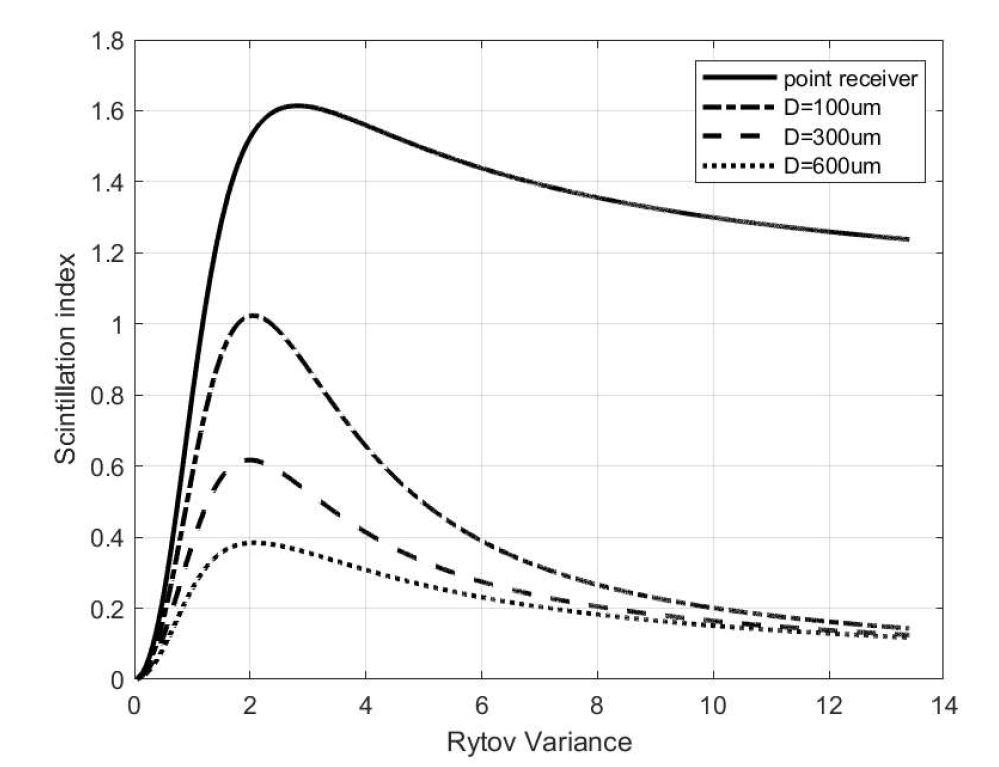 1.8
1.6
1.4
1.2
1
0.8
0.6
0.4
0.2
0
0 2 4 6 8 10 12 14
Scintillation index
Rytov Variance
point receiver
D=100um
D=300um
D=600um